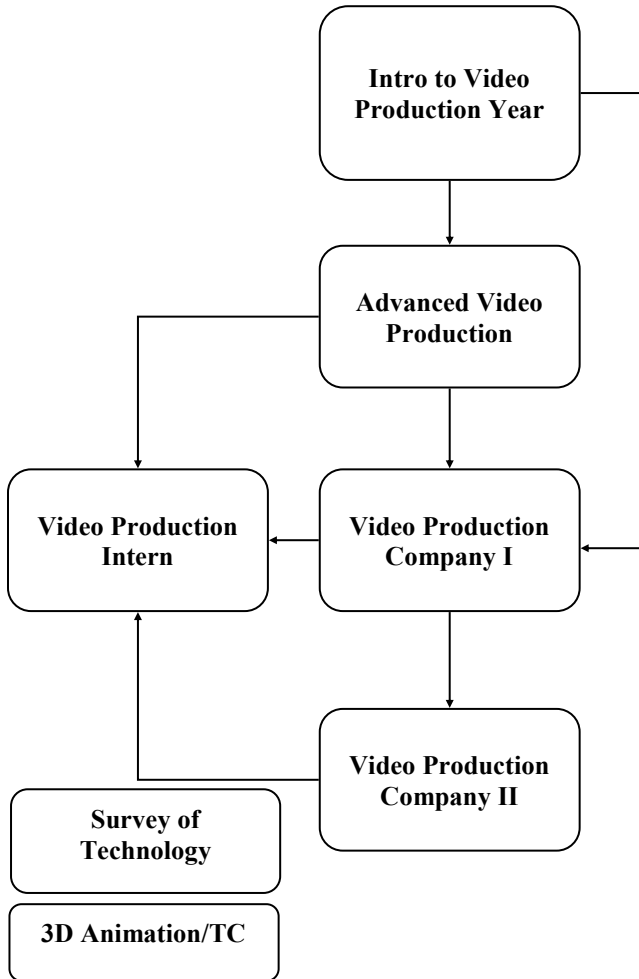 Intro to Video
Production Year
Advanced Video
Production
Video Production
Intern
Video Production
Company I
Video Production
Company II
Survey of
Technology
3D Animation/TC